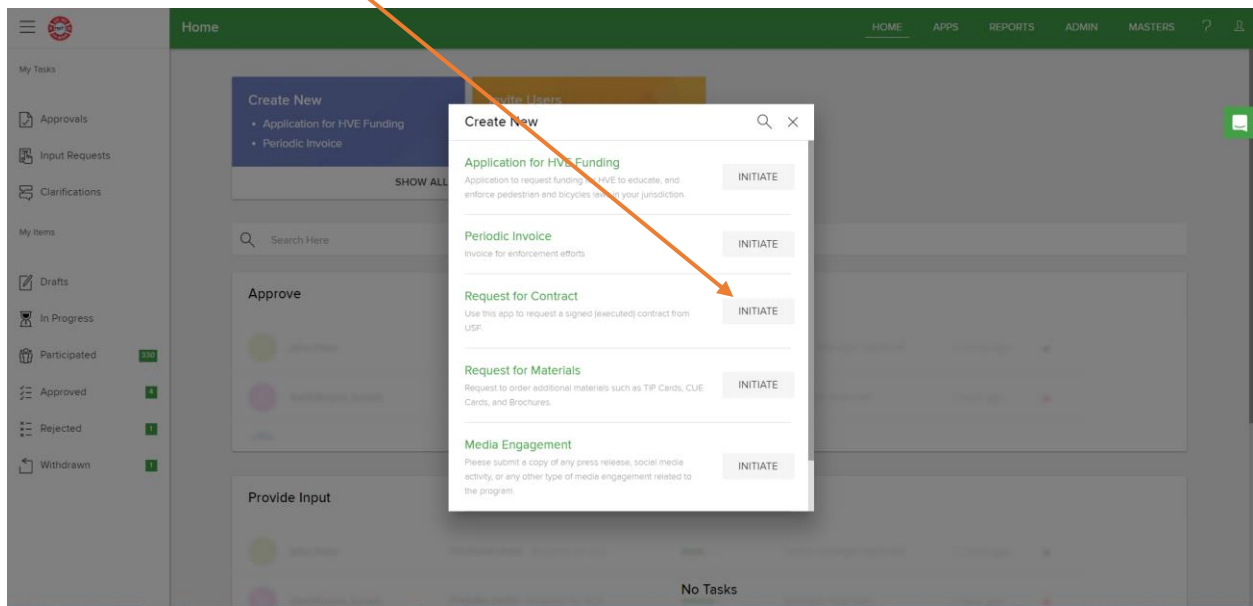 Home
HOME APPS REPORTS ADMIN MASTERS ?
My Tasks
Approvals
Input Requests
Clarifications
My Items
Drafts
In Progress
Participated 330
Approved 4
Rejected 1
Withdrawn 1
Create New
• Application for HVE Funding
• Periodic Invoice
SHOW ALL
Invite Users
Search Here
Approve
Provide Input
No Tasks
Create New
Application for HVE Funding
Application to request funding for HVE to educate, and
enforce pedestrian and bicycles laws in your jurisdiction.
INITIATE
Periodic Invoice
Invoice for enforcement efforts
INITIATE
Request for Contract
Use this app to request a signed (executed) contract from
USF.
INITIATE
Request for Materials
Request to order additional materials such as TIP Cards, CUE
Cards, and Brochures.
INITIATE
Media Engagement
Please submit a copy of any press release, social media
activity, or any other type of media engagement related to
the program.
INITIATE